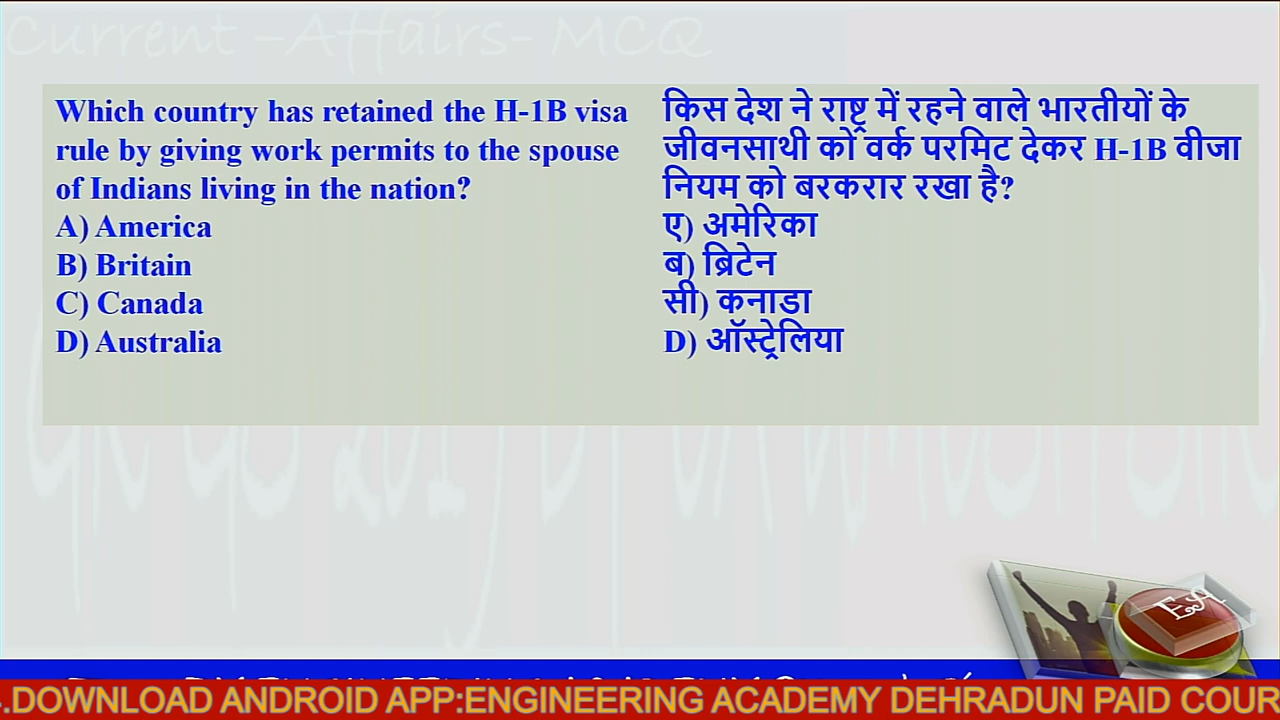 Current -Affairs- MCQ
Which country has retained the H-1B visa
rule by giving work permits to the spouse
of Indians living in the nation?
A) America
B) Britain
C) Canada
D) Australia
किस देश ने राष्ट्र में रहने वाले भारतीयों के
जीवनसाथी को वर्क परमिट देकर H-1B वीजा
नियम को बरकरार रखा है?
ए) अमेरिका
ब) ब्रिटेन
सी) कनाडा
D) ऑस्ट्रेलिया
EA
.DOWNLOAD ANDROID APP:ENGINEERING ACADEMY DEHRADUN PAID COUR